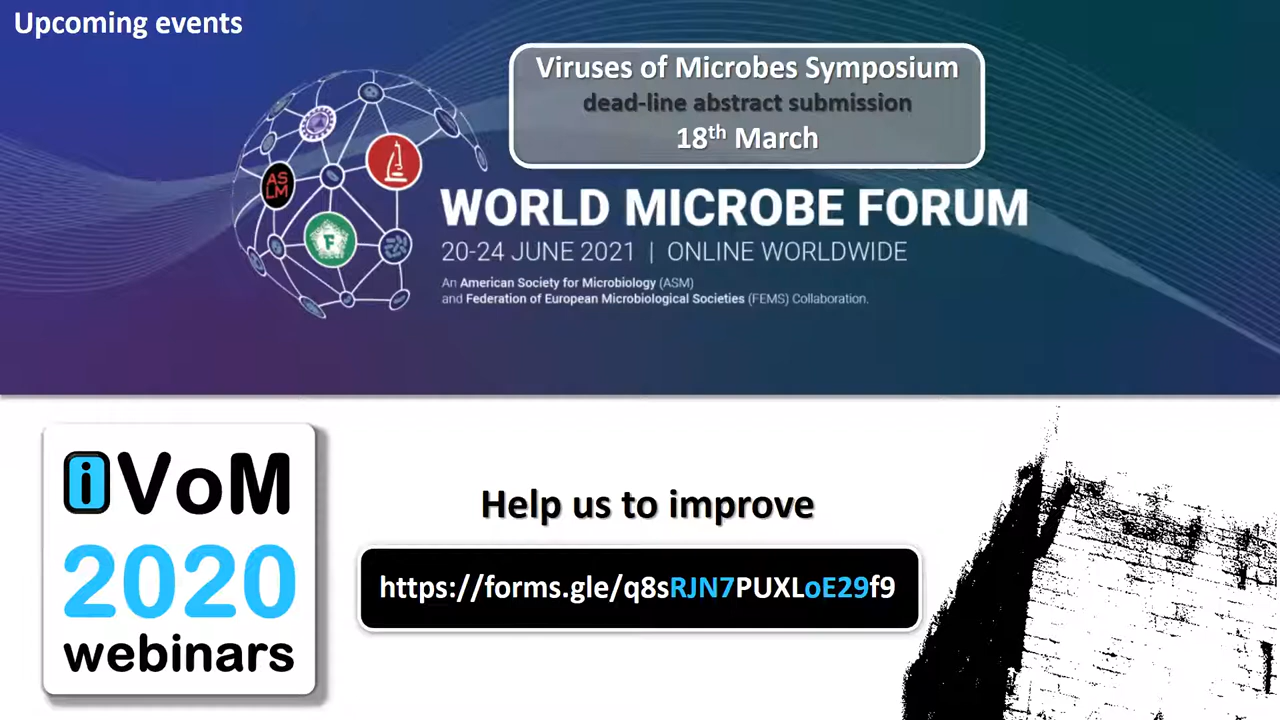 Upcoming events
Viruses of Microbes Symposium
dead-line abstract submission
18th March
AS
LM
F
WORLD MICROBE FORUM
20-24 JUNE 2021 | ONLINE WORLDWIDE
An American Society for Microbiology (ASM)
and Federation of European Microbiological Societies (FEMS) Collaboration.
iVoM
2020
webinars
Help us to improve
https://forms.gle/q8sRJN7PUXLoE29f9